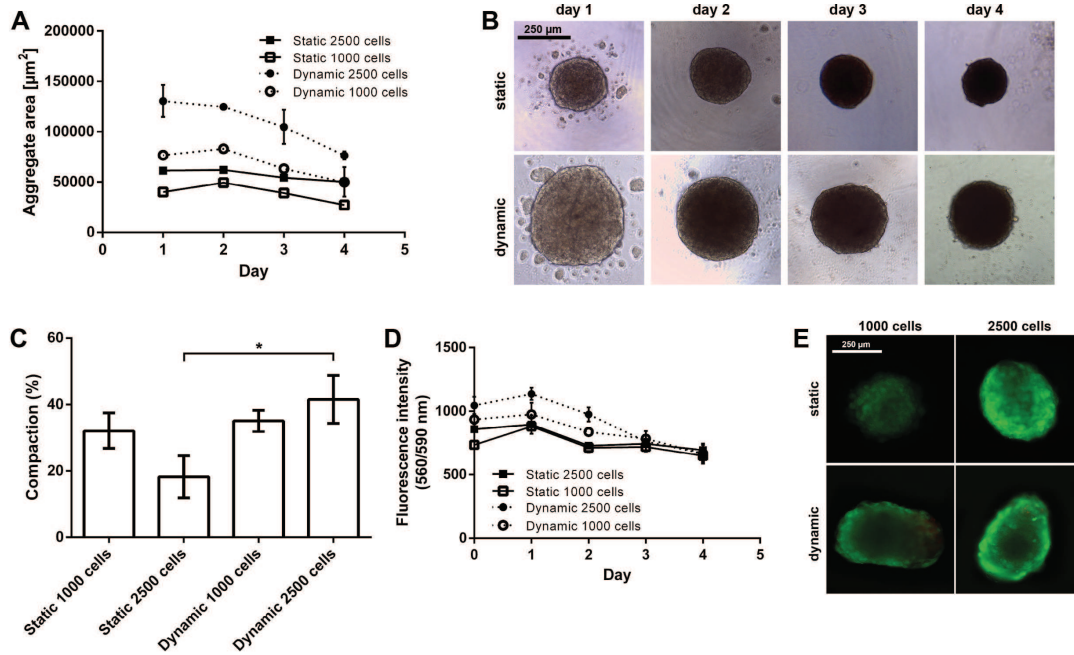 A
Aggregate area [µm²]
200000
150000
100000
50000
0
Static 2500 cells
Static 1000 cells
Dynamic 2500 cells
Dynamic 1000 cells
0 1 2 3 4 5
Day
B
day 1 day 2 day 3 day 4
250 µm
static
dynamic
C
Compaction (%)
60
40
20
0
*
Static 1000 cells
Static 2500 cells
Dynamic 1000 cells
Dynamic 2500 cells
D
Fluorescence intensity
(560/590 nm)
1500
1000
500
0
Static 2500 cells
Static 1000 cells
Dynamic 2500 cells
Dynamic 1000 cells
0 1 2 3 4 5
Day
E
1000 cells 2500 cells
250 µm
static
dynamic